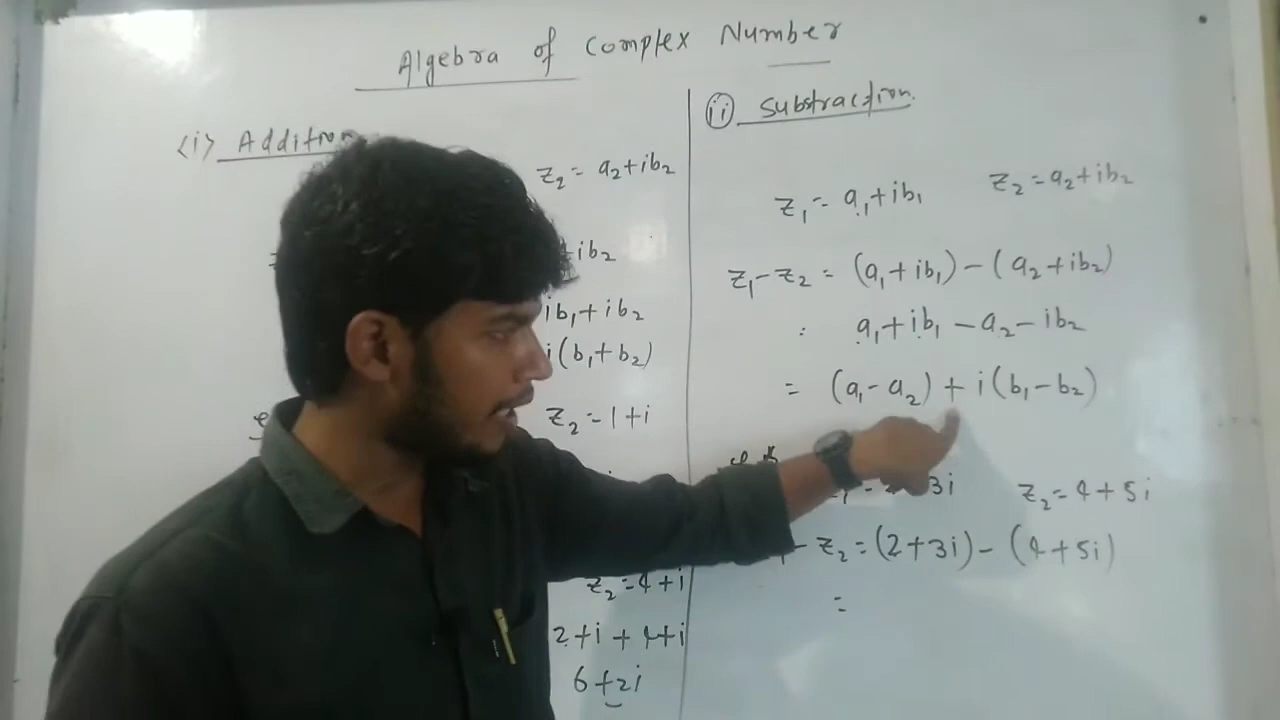 Algebra of Complex Number
(i) Addition
z₂ = a₂+ib₂
ib₂
ib₁+ib₂
i(b₁+b₂)
z₂ = 1+i
z₂ = 4+i
2+i + 4+i
6+2i
(ii) Substraction.
z₁ = a₁+ib₁ z₂ = a₂+ib₂
z₁-z₂ = (a₁+ib₁)-(a₂+ib₂)
: a₁+ib₁-a₂-ib₂
= (a₁-a₂)+i(b₁-b₂)
3i z₂ = 4+5i
- z₂ = (2+3i)-(4+5i)
=